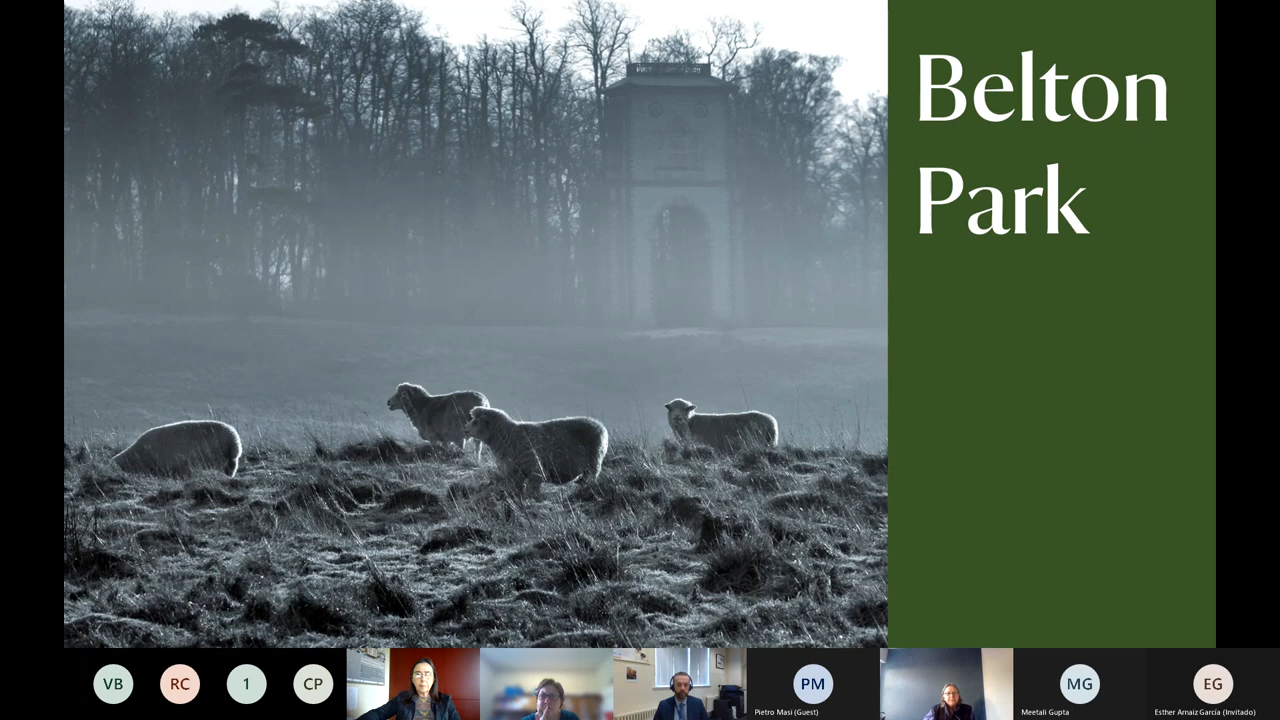 Belton
Park
VB
RC
1
CP
PM
MG
EG
Pietro Masi (Guest)
Meetali Gupta
Esther Arnaiz García (Invitado)